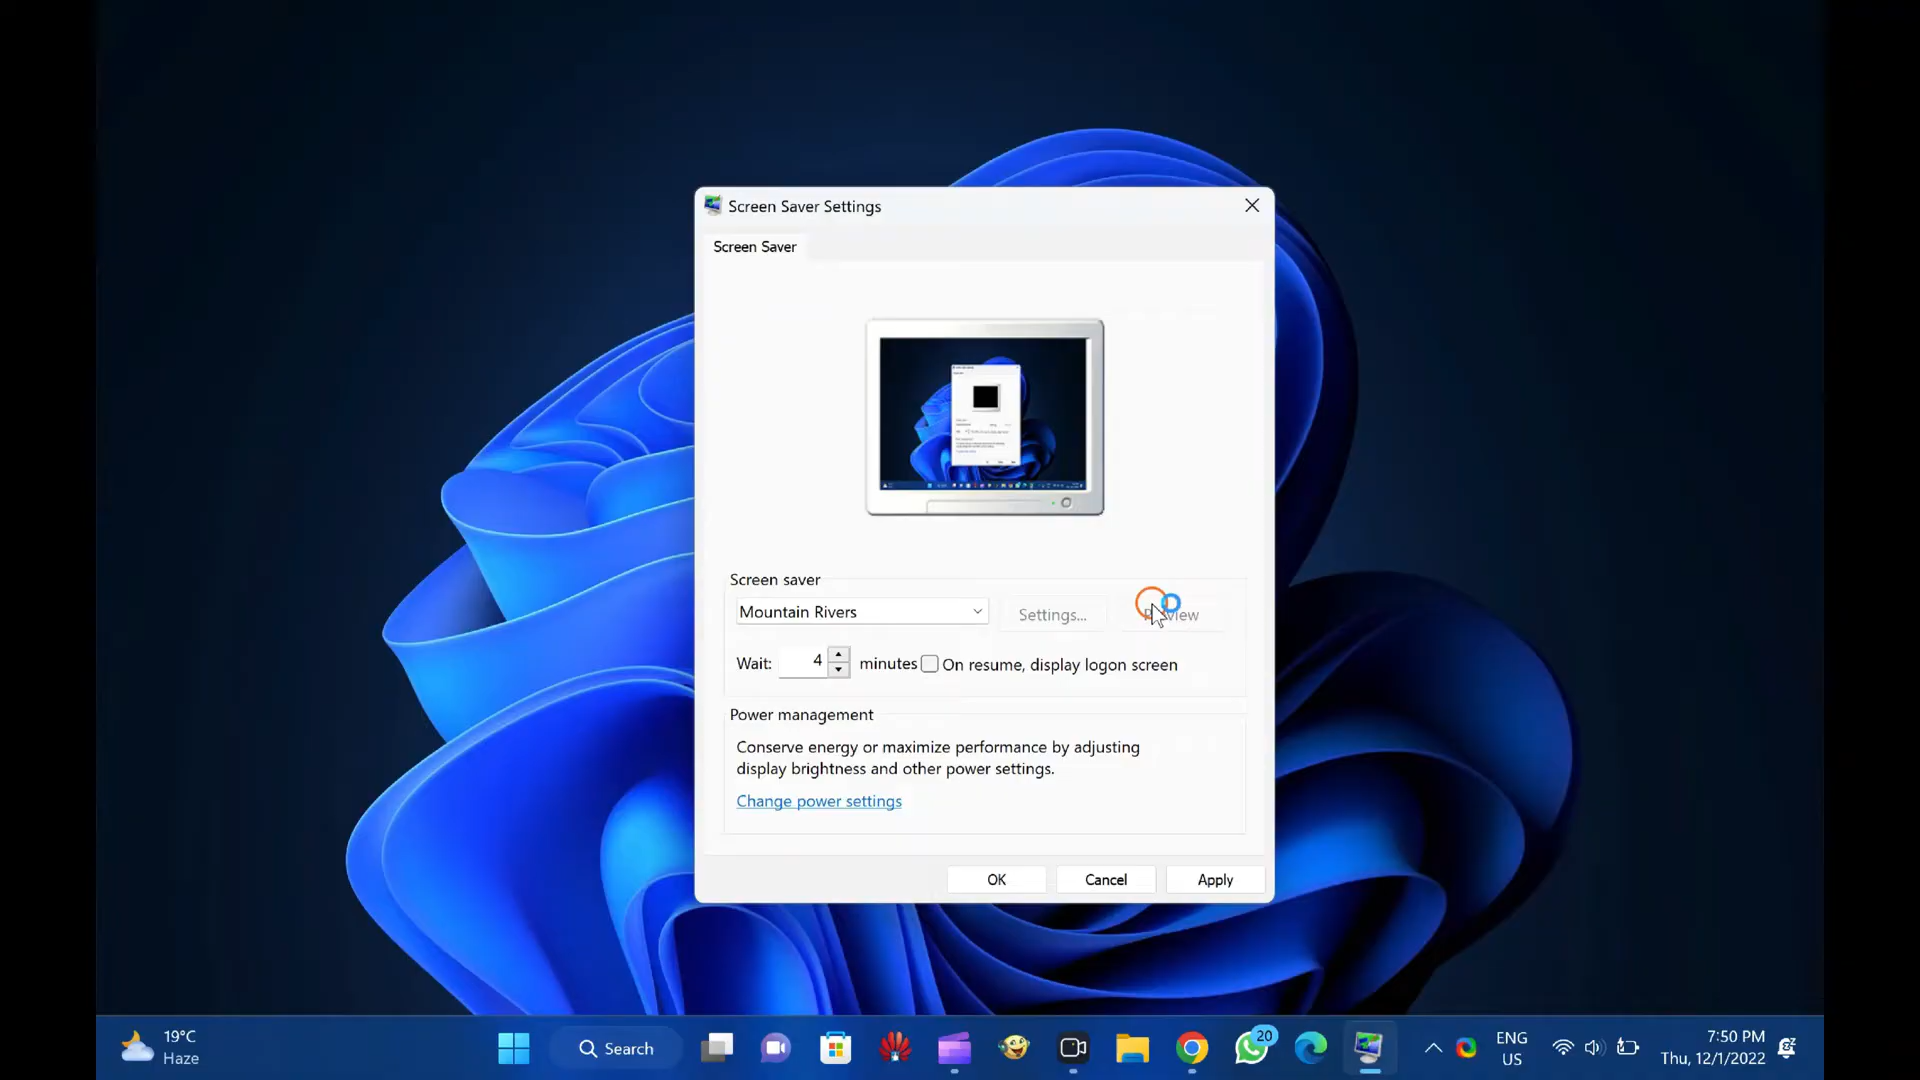 Screen Saver Settings
Screen Saver
Screen saver
Mountain Rivers
Settings...
Preview
Wait: 4 minutes On resume, display logon screen
Power management
Conserve energy or maximize performance by adjusting
display brightness and other power settings.
Change power settings
OK Cancel Apply
19°C
Haze
Search
20
ENG
US
7:50 PM
Thu, 12/1/2022